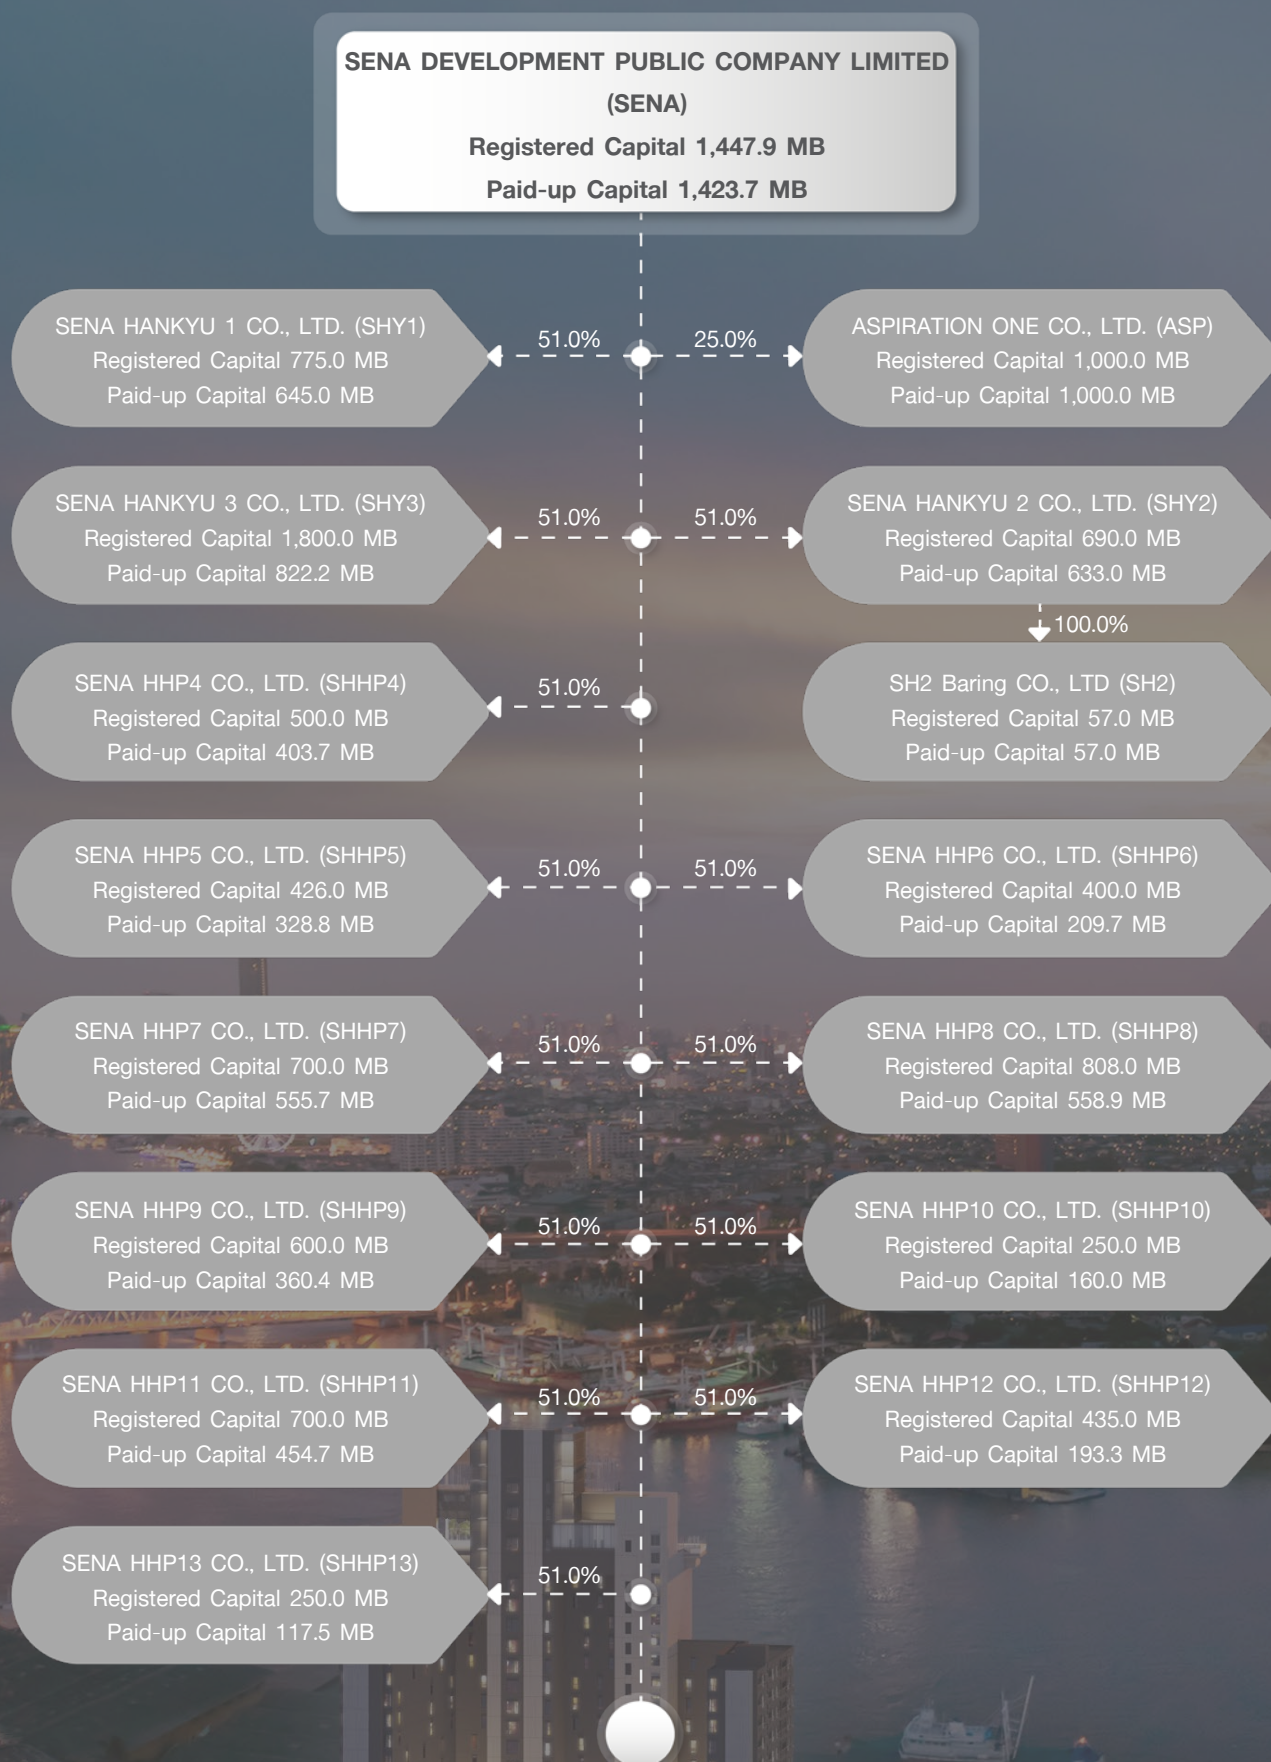 SENA DEVELOPMENT PUBLIC COMPANY LIMITED
(SENA)
Registered Capital 1,447.9 MB
Paid-up Capital 1,423.7 MB
SENA HANKYU 1 CO., LTD. (SHY1)
Registered Capital 775.0 MB
Paid-up Capital 645.0 MB
51.0%
25.0%
ASPIRATION ONE CO., LTD. (ASP)
Registered Capital 1,000.0 MB
Paid-up Capital 1,000.0 MB
SENA HANKYU 3 CO., LTD. (SHY3)
Registered Capital 1,800.0 MB
Paid-up Capital 822.2 MB
51.0%
51.0%
SENA HANKYU 2 CO., LTD. (SHY2)
Registered Capital 690.0 MB
Paid-up Capital 633.0 MB
100.0%
SENA HHP4 CO., LTD. (SHHP4)
Registered Capital 500.0 MB
Paid-up Capital 403.7 MB
51.0%
SH2 Baring CO., LTD (SH2)
Registered Capital 57.0 MB
Paid-up Capital 57.0 MB
SENA HHP5 CO., LTD. (SHHP5)
Registered Capital 426.0 MB
Paid-up Capital 328.8 MB
51.0%
51.0%
SENA HHP6 CO., LTD. (SHHP6)
Registered Capital 400.0 MB
Paid-up Capital 209.7 MB
SENA HHP7 CO., LTD. (SHHP7)
Registered Capital 700.0 MB
Paid-up Capital 555.7 MB
51.0%
51.0%
SENA HHP8 CO., LTD. (SHHP8)
Registered Capital 808.0 MB
Paid-up Capital 558.9 MB
SENA HHP9 CO., LTD. (SHHP9)
Registered Capital 600.0 MB
Paid-up Capital 360.4 MB
51.0%
51.0%
SENA HHP10 CO., LTD. (SHHP10)
Registered Capital 250.0 MB
Paid-up Capital 160.0 MB
SENA HHP11 CO., LTD. (SHHP11)
Registered Capital 700.0 MB
Paid-up Capital 454.7 MB
51.0%
51.0%
SENA HHP12 CO., LTD. (SHHP12)
Registered Capital 435.0 MB
Paid-up Capital 193.3 MB
SENA HHP13 CO., LTD. (SHHP13)
Registered Capital 250.0 MB
Paid-up Capital 117.5 MB
51.0%